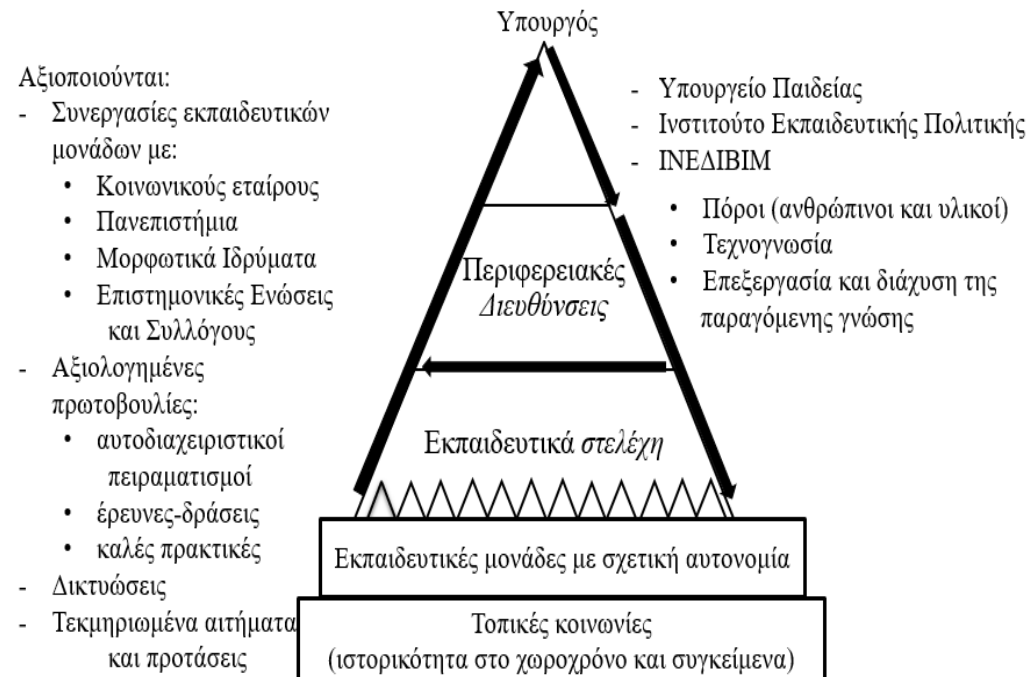 Υπουργός
Αξιοποιούνται:
- Συνεργασίες εκπαιδευτικών
μονάδων με:
• Κοινωνικούς εταίρους
• Πανεπιστήμια
• Μορφωτικά Ιδρύματα
• Επιστημονικές Ενώσεις
και Συλλόγους
- Αξιολογημένες
πρωτοβουλίες:
• αυτοδιαχειριστικοί
πειραματισμοί
• έρευνες-δράσεις
• καλές πρακτικές
- Δικτυώσεις
- Τεκμηριωμένα αιτήματα
και προτάσεις
- Υπουργείο Παιδείας
- Ινστιτούτο Εκπαιδευτικής Πολιτικής
- ΙΝΕΔΙΒΙΜ
• Πόροι (ανθρώπινοι και υλικοί)
• Τεχνογνωσία
• Επεξεργασία και διάχυση της
παραγόμενης γνώσης
Περιφερειακές
Διευθύνσεις
Εκπαιδευτικά στελέχη
Εκπαιδευτικές μονάδες με σχετική αυτονομία
Τοπικές κοινωνίες
(ιστορικότητα στο χωροχρόνο και συγκείμενα)